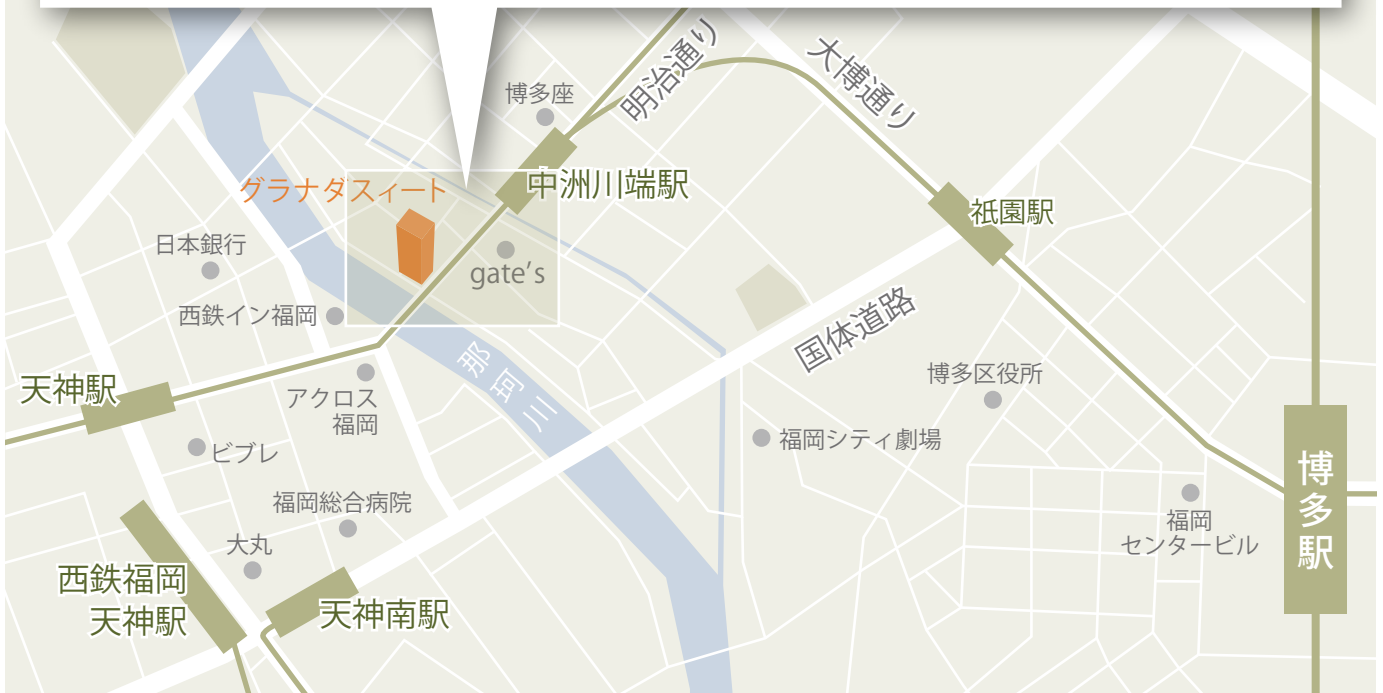 博多座
明治通り
大博通り
中洲川端駅
グラナダスィート
祇園駅
日本銀行
gate's
西鉄イン福岡
国体道路
那珂川
天神駅
アクロス
福岡
博多区役所
ビブレ
福岡シティ劇場
博多駅
福岡総合病院
福岡
センタービル
大丸
西鉄福岡
天神駅
天神南駅